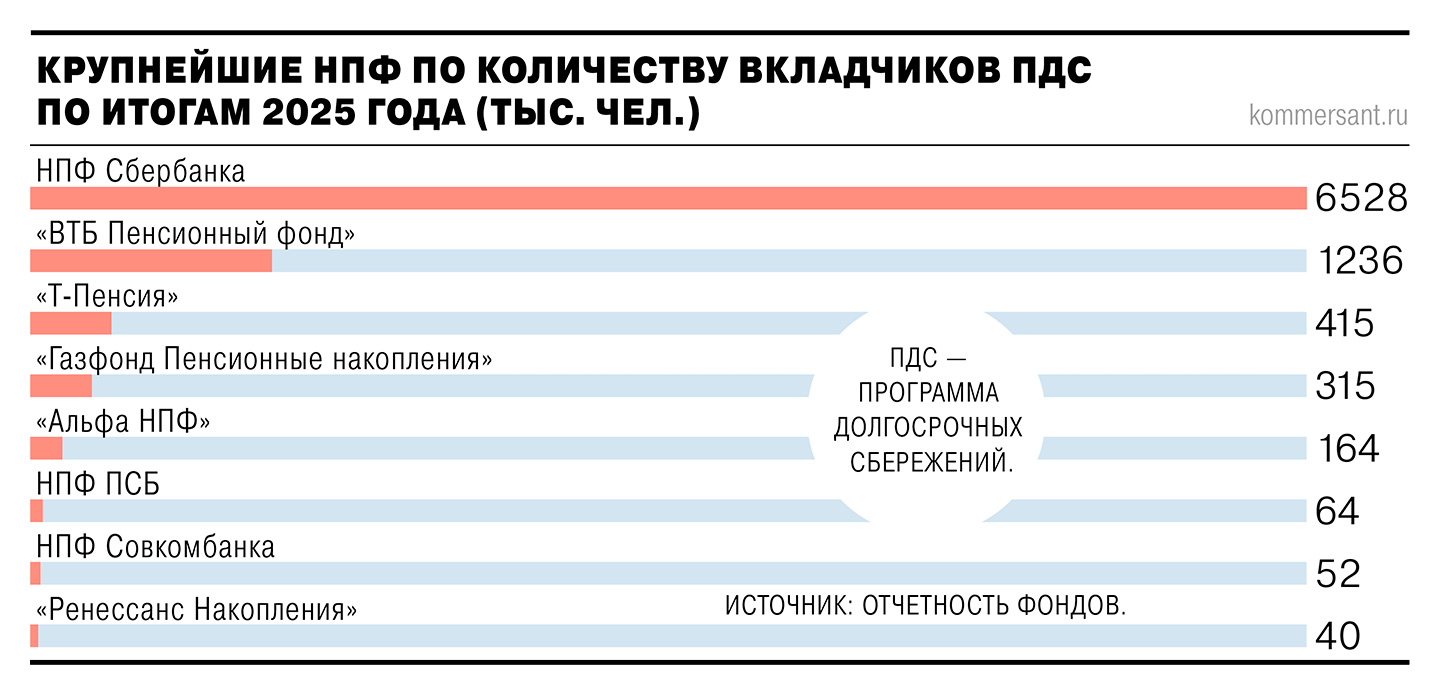 КРУПНЕЙШИЕ НПФ ПО КОЛИЧЕСТВУ ВКЛАДЧИКОВ ПДС
ПО ИТОГАМ 2025 ГОДА (ТЫС. ЧЕЛ.)
kommersant.ru
НПФ Сбербанка
6528
«ВТБ Пенсионный фонд»
1236
«Т-Пенсия»
415
«Газфонд Пенсионные накопления»
315
«Альфа НПФ»
164
НПФ ПСБ
64
НПФ Совкомбанка
52
«Ренессанс Накопления»
40
ПДС —
ПРОГРАММА
ДОЛГОСРОЧНЫХ
СБЕРЕЖЕНИЙ.
ИСТОЧНИК: ОТЧЕТНОСТЬ ФОНДОВ.